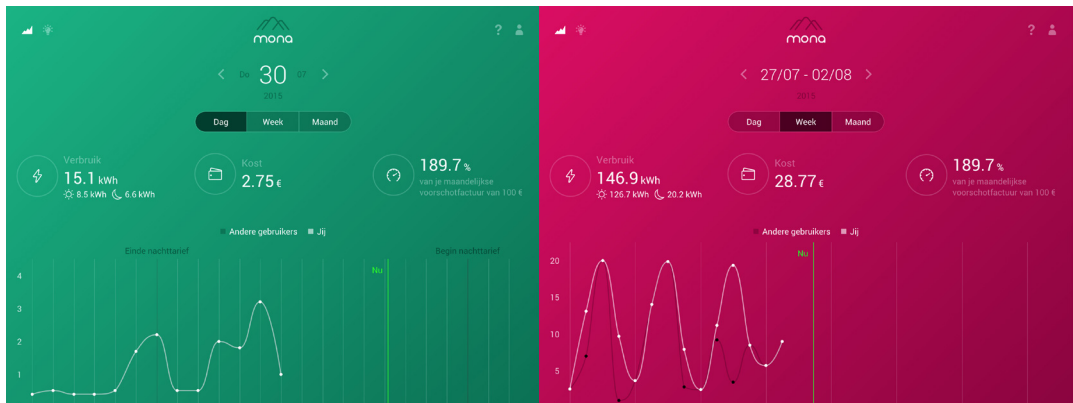 mona
?
Do 30 07
2015
Dag Week Maand
Verbruik
15.1 kWh
8.5 kWh 6.6 kWh
Kost
2.75 €
189.7 %
van je maandelijkse
voorschotfactuur van 100 €
Andere gebruikers Jij
Einde nachttarief
Begin nachttarief
Nu
4
3
2
1
mona
?
27/07 - 02/08
2015
Dag Week Maand
Verbruik
146.9 kWh
126.7 kWh 20.2 kWh
Kost
28.77 €
189.7 %
van je maandelijkse
voorschotfactuur van 100 €
Andere gebruikers Jij
Nu
20
15
10
5